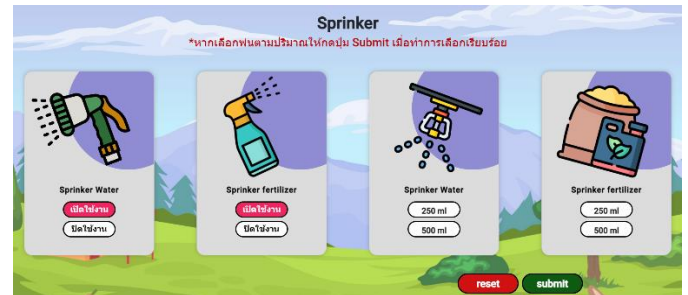 Sprinker
*หากเลือกพ่นตามปริมาณให้กดปุ่ม Submit เมื่อทำการเลือกเรียบร้อย
Sprinker Water
เปิดใช้งาน
ปิดใช้งาน
Sprinker fertilizer
เปิดใช้งาน
ปิดใช้งาน
Sprinker Water
250 ml
500 ml
Sprinker fertilizer
250 ml
500 ml
reset
submit